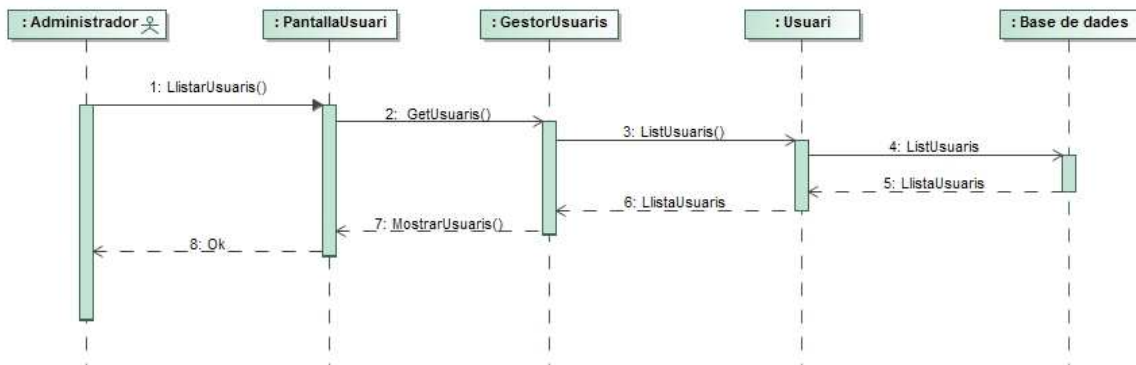 : Administrador
: PantallaUsuari
: GestorUsuaris
: Usuari
: Base de dades
1: LlistarUsuaris()
2: GetUsuaris()
3: ListUsuaris()
4: ListUsuaris
5: LlistaUsuaris
6: LlistaUsuaris
7: MostrarUsuaris()
8: Ok